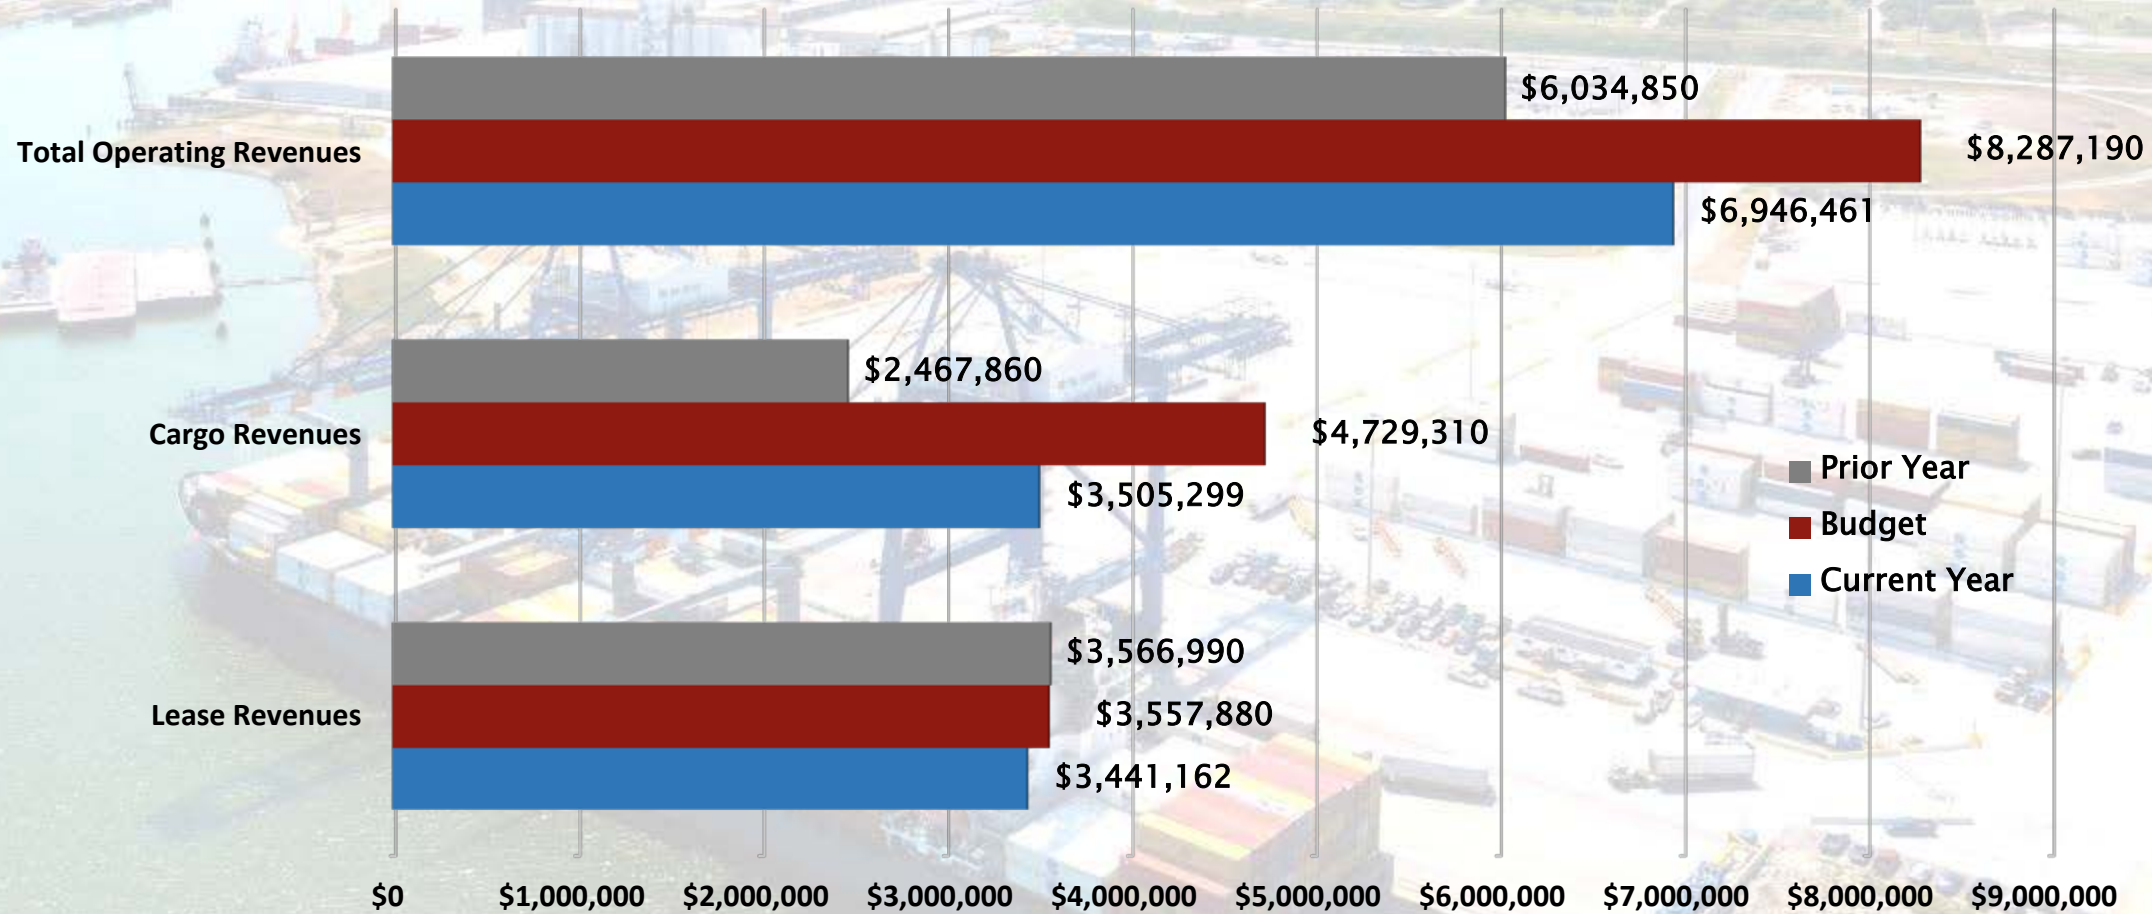 $6,034,850
Total Operating Revenues
$8,287,190
$6,946,461
$2,467,860
Cargo Revenues
$4,729,310
$3,505,299
Prior Year
Budget
Current Year
$3,566,990
Lease Revenues
$3,557,880
$3,441,162
$0 $1,000,000 $2,000,000 $3,000,000 $4,000,000 $5,000,000 $6,000,000 $7,000,000 $8,000,000 $9,000,000